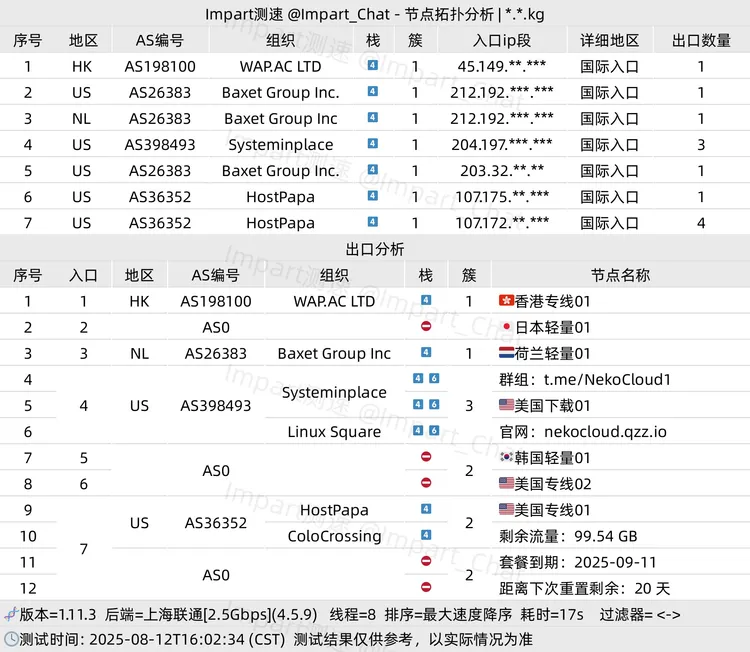 Impart测速 @Impart_Chat - 节点拓扑分析 | *.*.kg
序号 地区 AS编号 组织 栈 簇 入口ip段 详细地区 出口数量
1 HK AS198100 WAP.AC LTD 4 1 45.149.**.*** 国际入口 1
2 US AS26383 Baxet Group Inc. 4 1 212.192.***.*** 国际入口 1
3 NL AS26383 Baxet Group Inc 4 1 212.192.***.*** 国际入口 1
4 US AS398493 Systeminplace 4 1 204.197.***.*** 国际入口 3
5 US AS26383 Baxet Group Inc. 4 1 203.32.**.** 国际入口 1
6 US AS36352 HostPapa 4 1 107.175.**.*** 国际入口 1
7 US AS36352 HostPapa 4 1 107.172.**.*** 国际入口 4
出口分析
序号 入口 地区 AS编号 组织 栈 簇 节点名称
1 1 HK AS198100 WAP.AC LTD 4 1 香港专线01
2 2 AS0 日本轻量01
3 3 NL AS26383 Baxet Group Inc 4 1 荷兰轻量01
4 4 6 群组：t.me/NekoCloud1
Systeminplace
5 4 US AS398493 4 6 3 美国下载01
6 Linux Square 4 6 官网：nekocloud.qzz.io
7 5 韩国轻量01
AS0 2
8 6 美国专线02
9 HostPapa 4 美国专线01
US AS36352 2
10 ColoCrossing 4 剩余流量：99.54 GB
7
11 套餐到期：2025-09-11
AS0 2
12 距离下次重置剩余：20 天
版本=1.11.3 后端=上海联通[2.5Gbps](4.5.9) 线程=8 排序=最大速度降序 耗时=17s 过滤器= <->
测试时间: 2025-08-12T16:02:34 (CST) 测试结果仅供参考，以实际情况为准